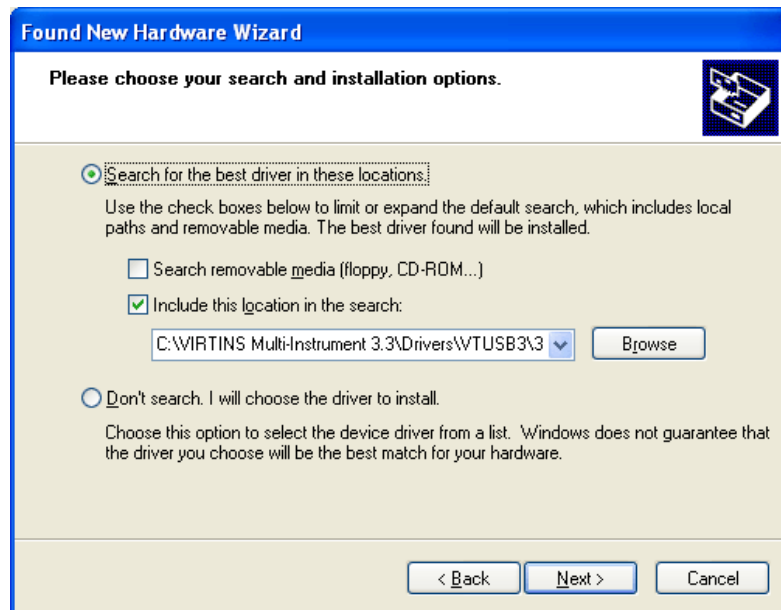 Found New Hardware Wizard
Please choose your search and installation options.
Search for the best driver in these locations.
Use the check boxes below to limit or expand the default search, which includes local
paths and removable media. The best driver found will be installed.
Search removable media (floppy, CD-ROM...)
Include this location in the search:
C:\VIRTINS Multi-Instrument 3.3\Drivers\VTUSB3\3
Browse
Don't search. I will choose the driver to install.
Choose this option to select the device driver from a list. Windows does not guarantee that
the driver you choose will be the best match for your hardware.
< Back Next > Cancel